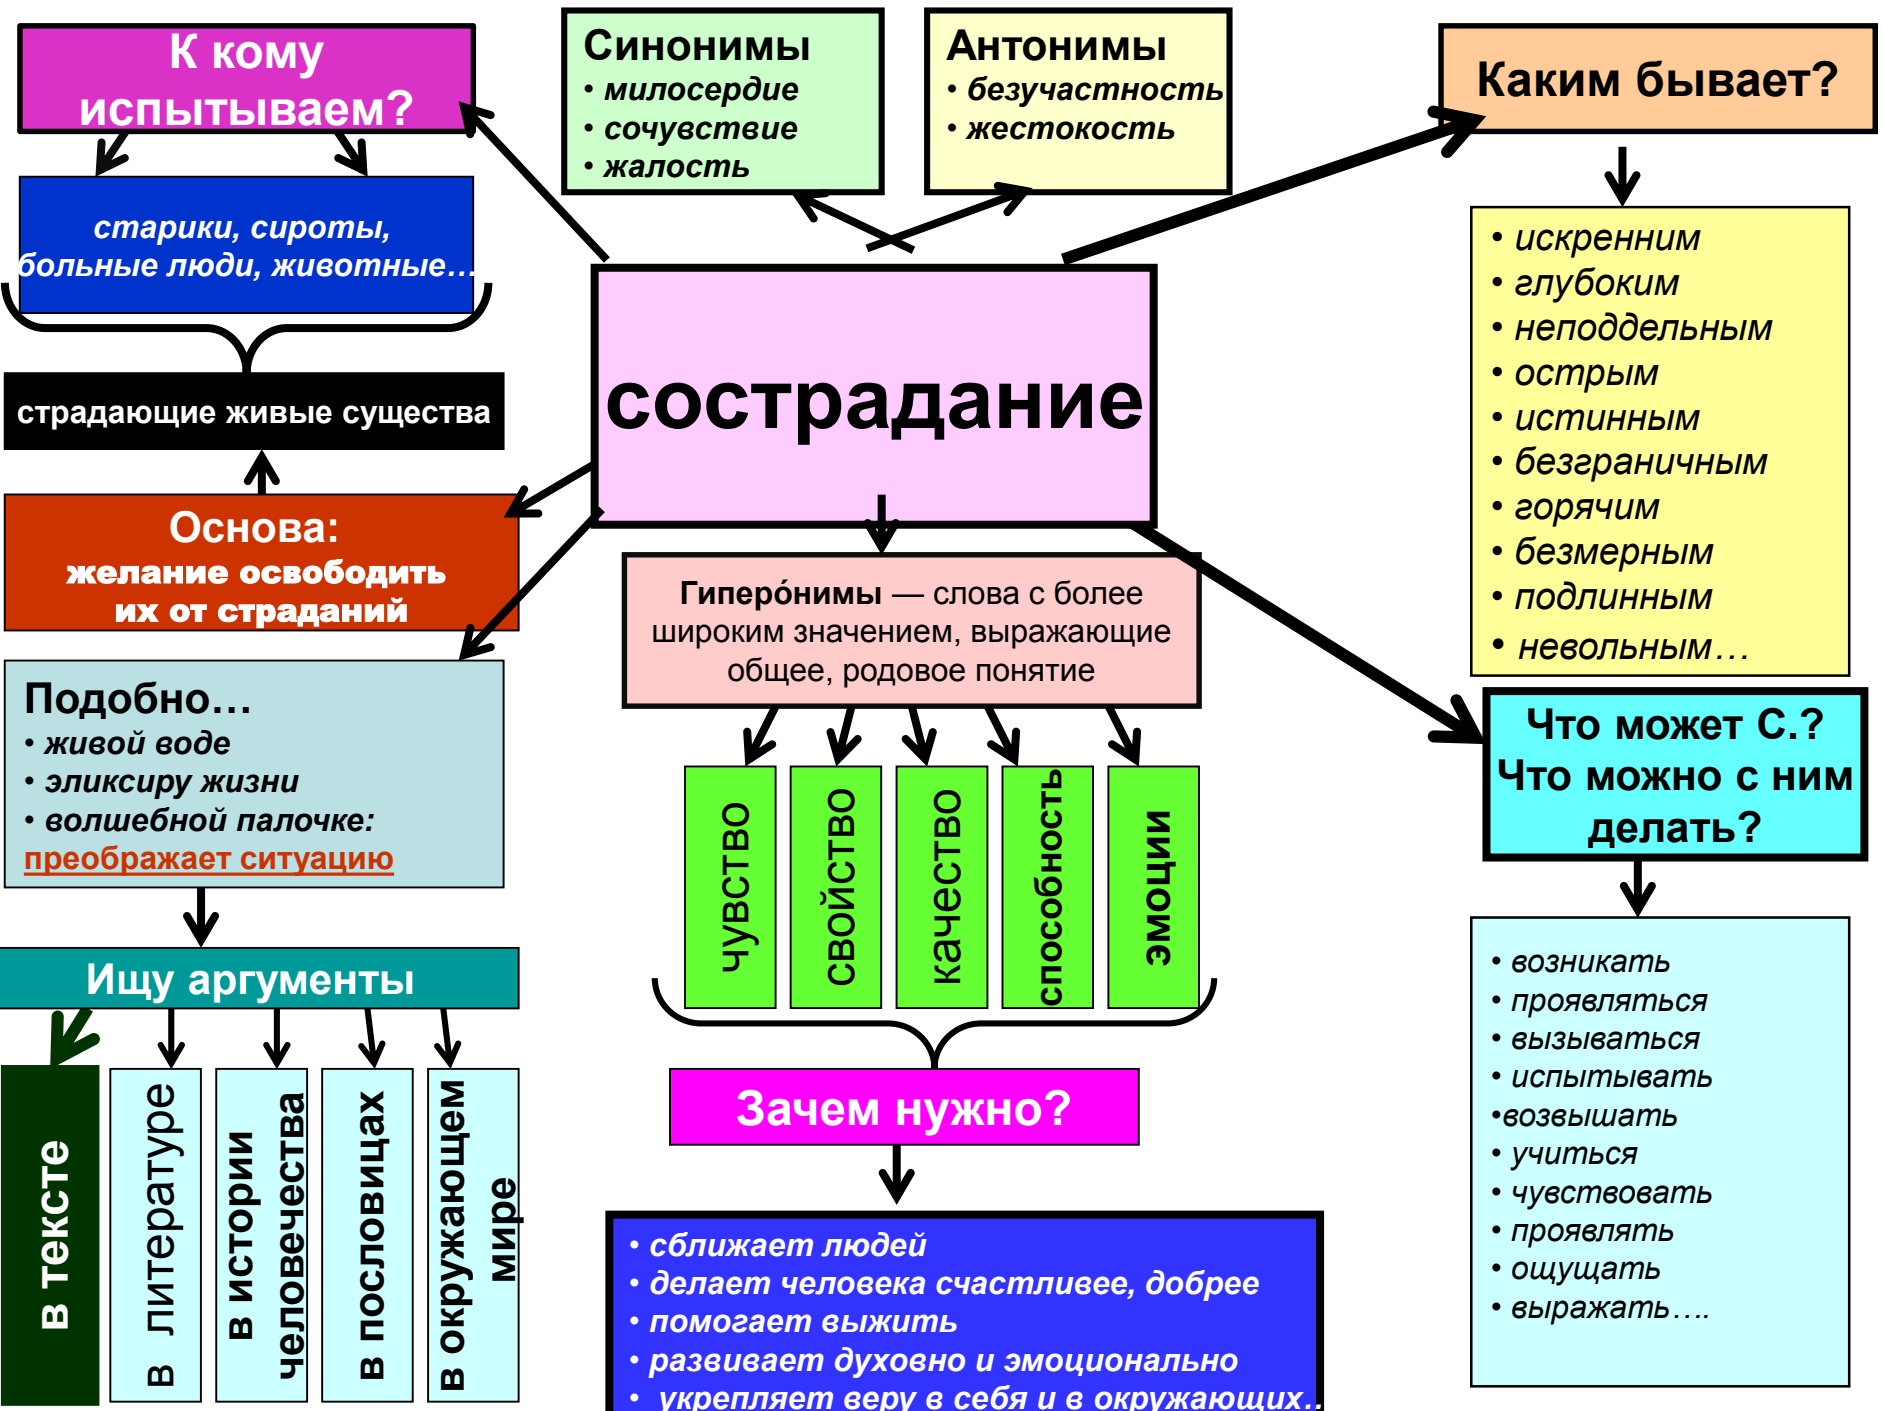 К кому
испытываем?
старики, сироты,
больные люди, животные…
страдающие живые существа
Основа:
желание освободить
их от страданий
Подобно…
• живой воде
• эликсиру жизни
• волшебной палочке:
преображает ситуацию
Ищу аргументы
в тексте
в литературе
в истории
человечества
в пословицах
в окружающем
мире
Синонимы
• милосердие
• сочувствие
• жалость
Антонимы
• безучастность
• жестокость
сострадание
Гиперо́нимы — слова с более
широким значением, выражающие
общее, родовое понятие
чувство
свойство
качество
способность
эмоции
Зачем нужно?
• сближает людей
• делает человека счастливее, добрее
• помогает выжить
• развивает духовно и эмоционально
• укрепляет веру в себя и в окружающих..
Каким бывает?
• искренним
• глубоким
• неподдельным
• острым
• истинным
• безграничным
• горячим
• безмерным
• подлинным
• невольным…
Что может С.?
Что можно с ним
делать?
• возникать
• проявляться
• вызываться
• испытывать
•возвышать
• учиться
• чувствовать
• проявлять
• ощущать
• выражать….